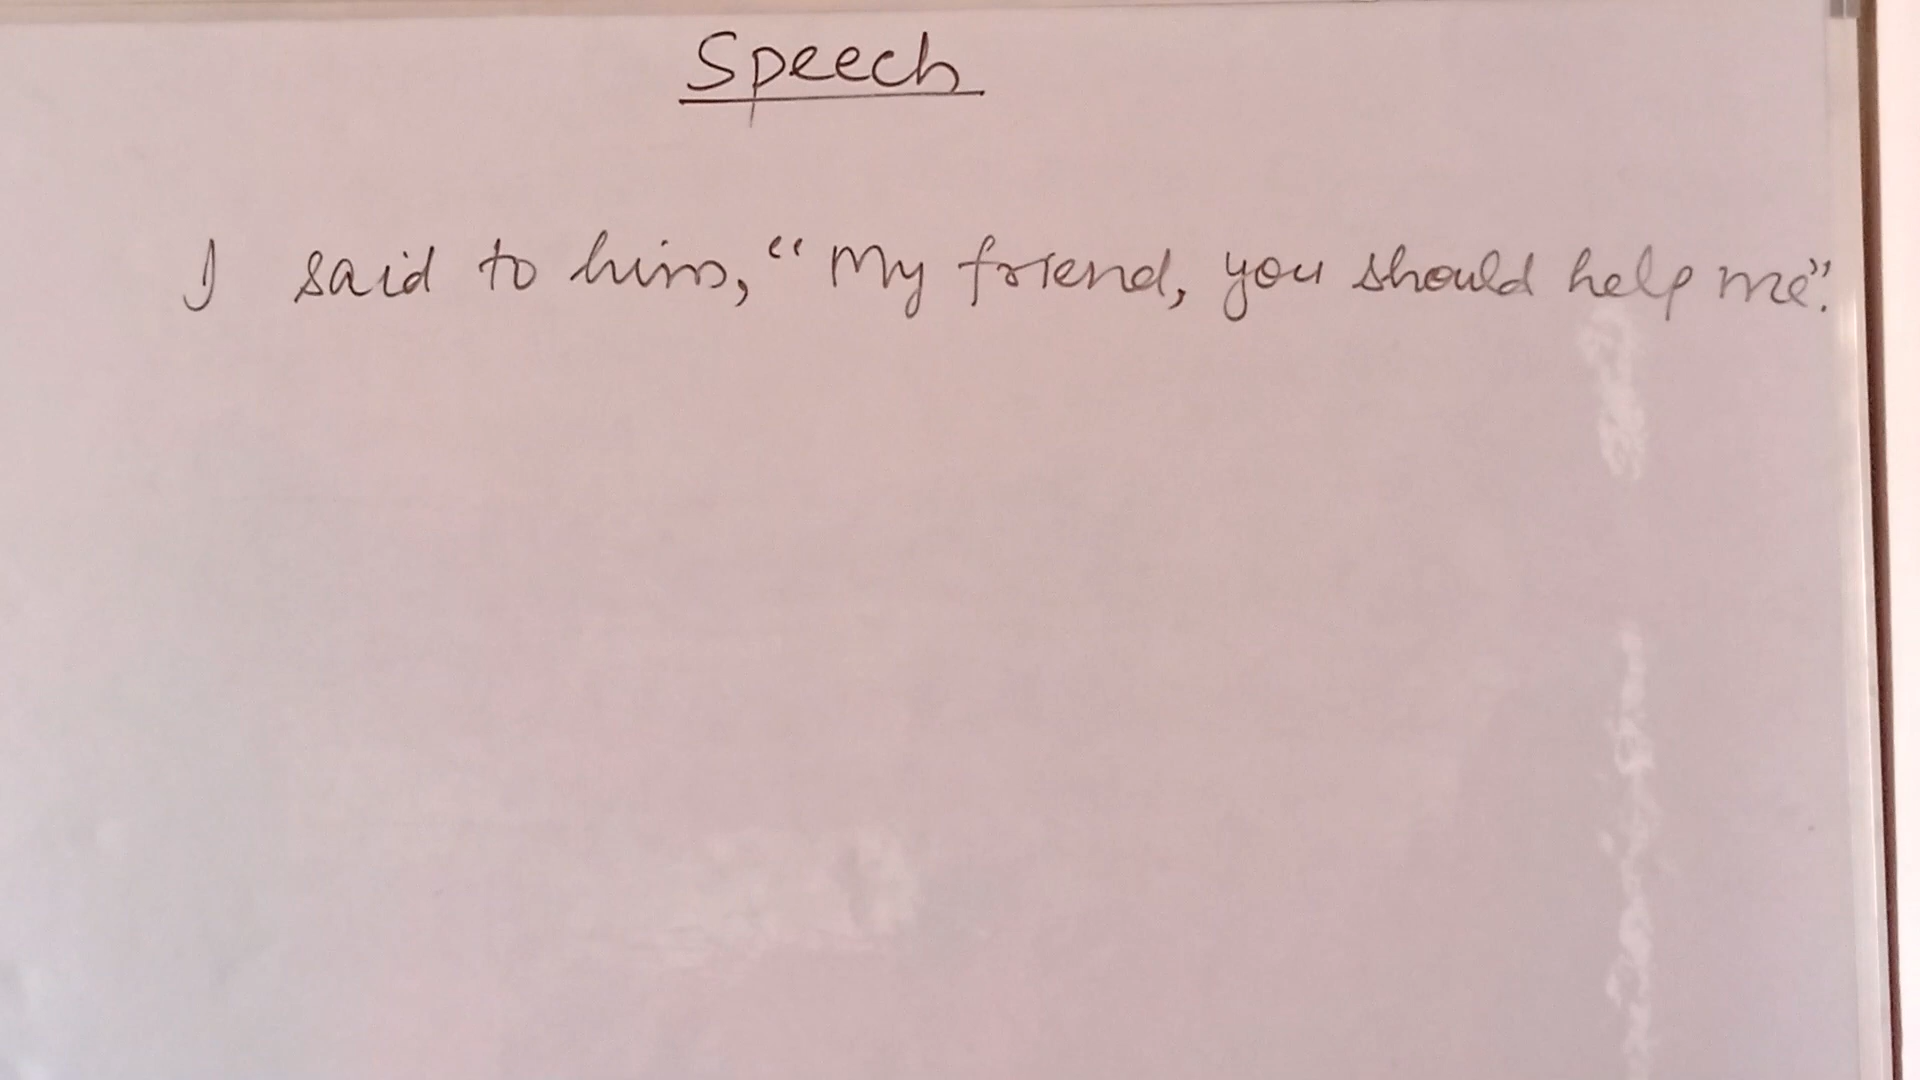 Speech
I said to him, “My friend, you should help me”.